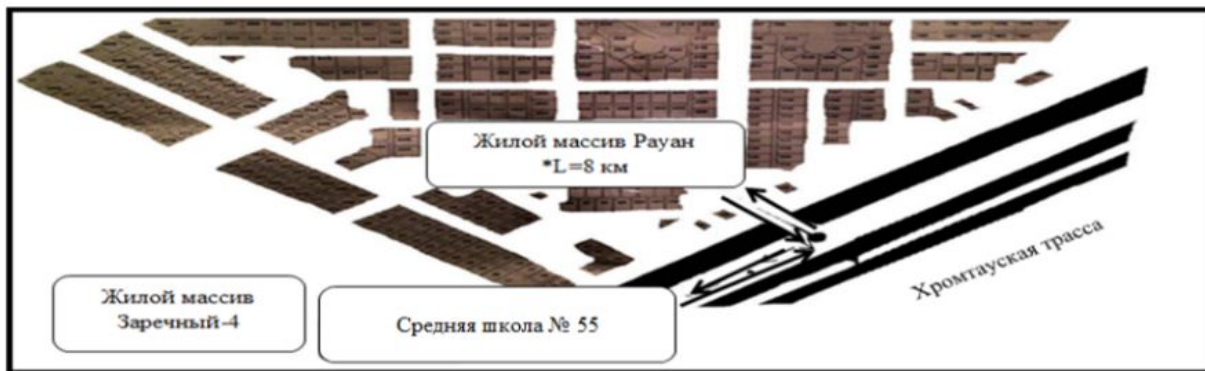 Жилой массив Рауан
*L=8 км
Хромтауская трасса
Жилой массив
Заречный-4
Средняя школа № 55